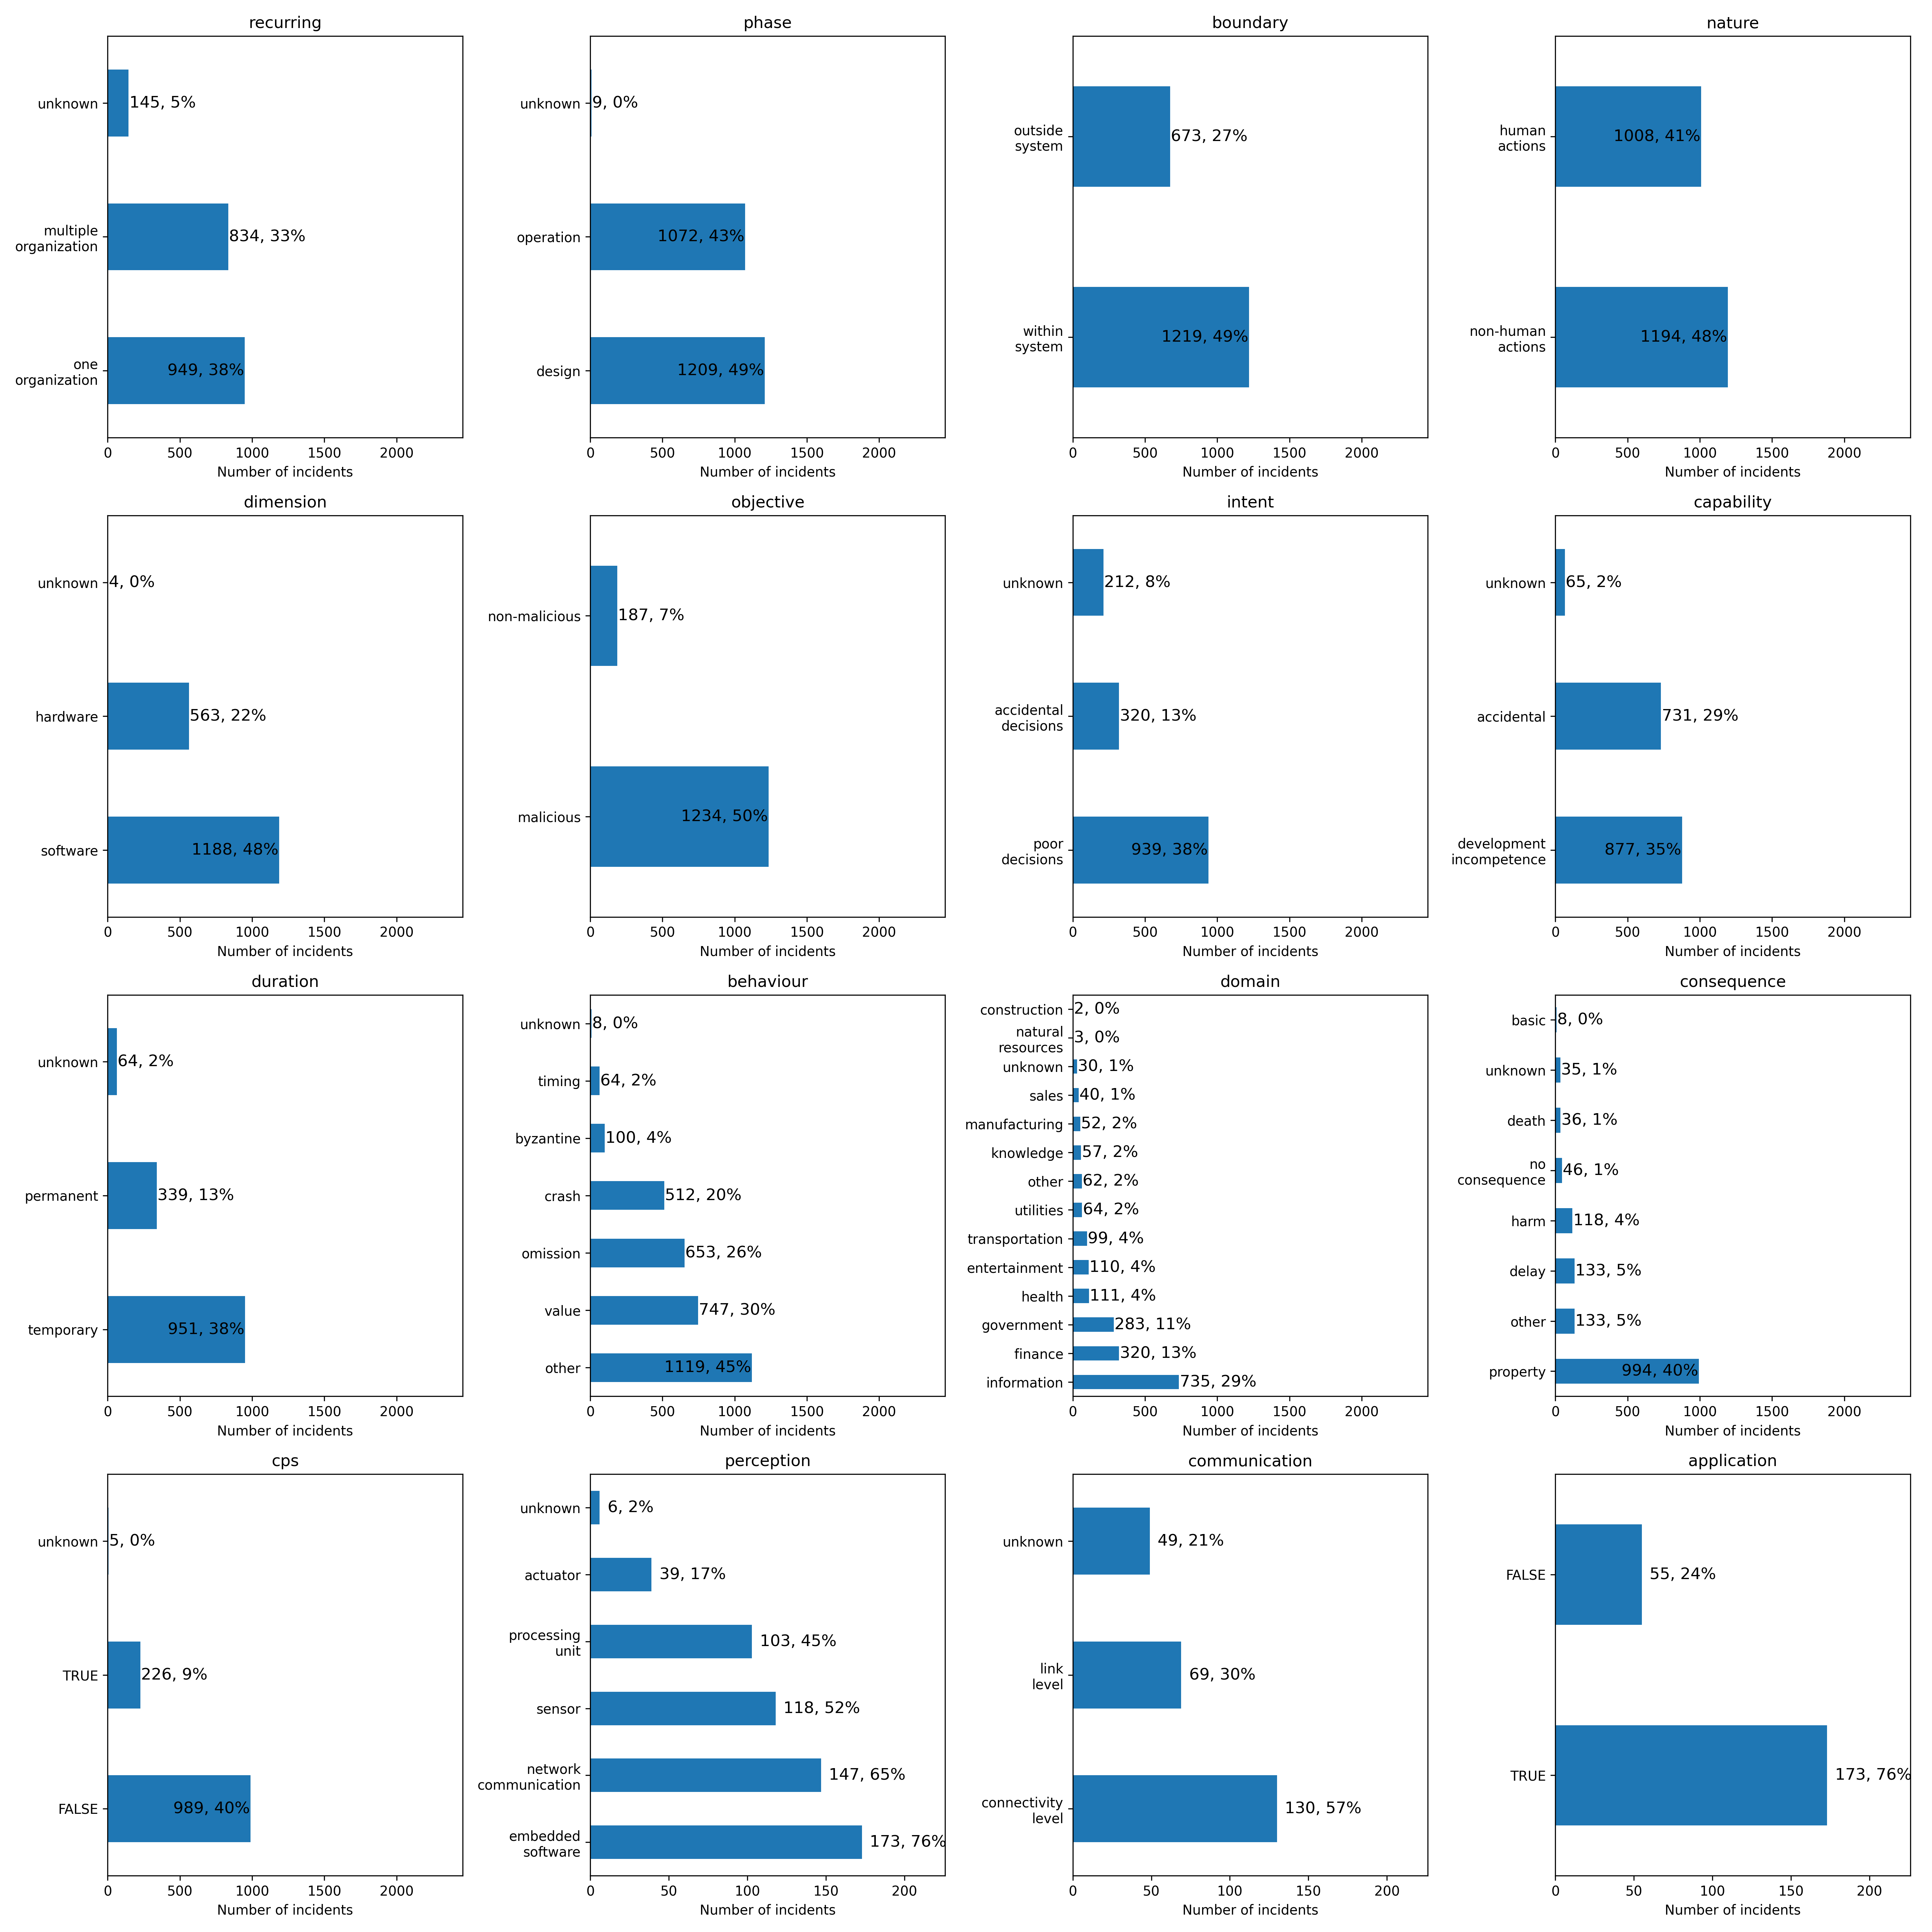 recurring
unknown
145, 5%
multiple
organization
834, 33%
one
organization
949, 38%
0 500 1000 1500 2000
Number of incidents
phase
unknown
9, 0%
operation
1072, 43%
design
1209, 49%
0 500 1000 1500 2000
Number of incidents
boundary
outside
system
673, 27%
within
system
1219, 49%
0 500 1000 1500 2000
Number of incidents
nature
human
actions
1008, 41%
non-human
actions
1194, 48%
0 500 1000 1500 2000
Number of incidents
dimension
unknown
4, 0%
hardware
563, 22%
software
1188, 48%
0 500 1000 1500 2000
Number of incidents
objective
non-malicious
187, 7%
malicious
1234, 50%
0 500 1000 1500 2000
Number of incidents
intent
unknown
212, 8%
accidental
decisions
320, 13%
poor
decisions
939, 38%
0 500 1000 1500 2000
Number of incidents
capability
unknown
65, 2%
accidental
731, 29%
development
incompetence
877, 35%
0 500 1000 1500 2000
Number of incidents
duration
unknown
64, 2%
permanent
339, 13%
temporary
951, 38%
0 500 1000 1500 2000
Number of incidents
behaviour
unknown
8, 0%
timing
64, 2%
byzantine
100, 4%
crash
512, 20%
omission
653, 26%
value
747, 30%
other
1119, 45%
0 500 1000 1500 2000
Number of incidents
domain
construction
2, 0%
natural
resources
3, 0%
unknown
30, 1%
sales
40, 1%
manufacturing
52, 2%
knowledge
57, 2%
other
62, 2%
utilities
64, 2%
transportation
99, 4%
entertainment
110, 4%
health
111, 4%
government
283, 11%
finance
320, 13%
information
735, 29%
0 500 1000 1500 2000
Number of incidents
consequence
basic
8, 0%
unknown
35, 1%
death
36, 1%
no
consequence
46, 1%
harm
118, 4%
delay
133, 5%
other
133, 5%
property
994, 40%
0 500 1000 1500 2000
Number of incidents
cps
unknown
5, 0%
TRUE
226, 9%
FALSE
989, 40%
0 500 1000 1500 2000
Number of incidents
perception
unknown
6, 2%
actuator
39, 17%
processing
unit
103, 45%
sensor
118, 52%
network
communication
147, 65%
embedded
software
173, 76%
0 50 100 150 200
Number of incidents
communication
unknown
49, 21%
link
level
69, 30%
connectivity
level
130, 57%
0 50 100 150 200
Number of incidents
application
FALSE
55, 24%
TRUE
173, 76%
0 50 100 150 200
Number of incidents